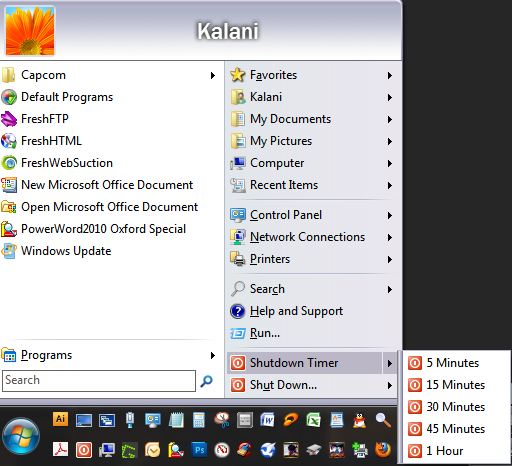 Kalani
Capcom
Default Programs
FreshFTP
FreshHTML
FreshWebSuction
New Microsoft Office Document
Open Microsoft Office Document
PowerWord2010 Oxford Special
Windows Update
Programs
Search
Favorites
Kalani
My Documents
My Pictures
Computer
Recent Items
Control Panel
Network Connections
Printers
Search
Help and Support
Run...
Shutdown Timer
Shut Down...
5 Minutes
15 Minutes
30 Minutes
45 Minutes
1 Hour
Ai
Ps